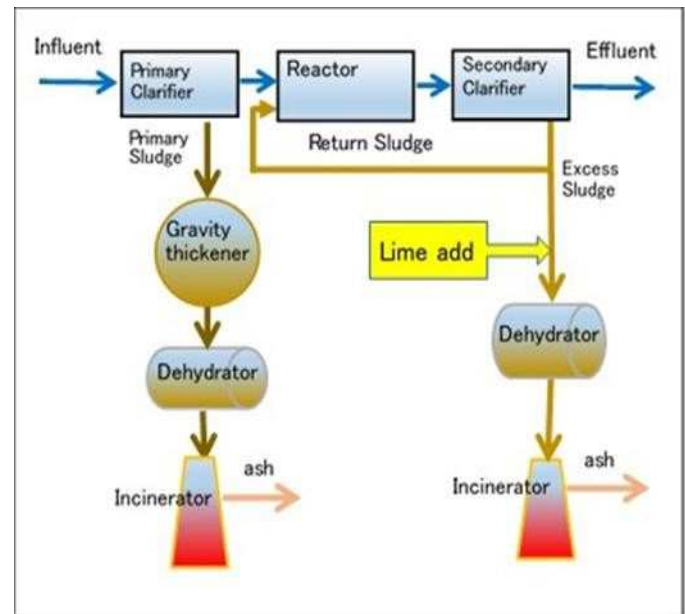 Influent
Primary
Clarifier
Reactor
Secondary
Clarifier
Effluent
Primary
Sludge
Return Sludge
Excess
Sludge
Gravity
thickener
Lime add
Dehydrator
Dehydrator
ash
Incinerator
ash
Incinerator